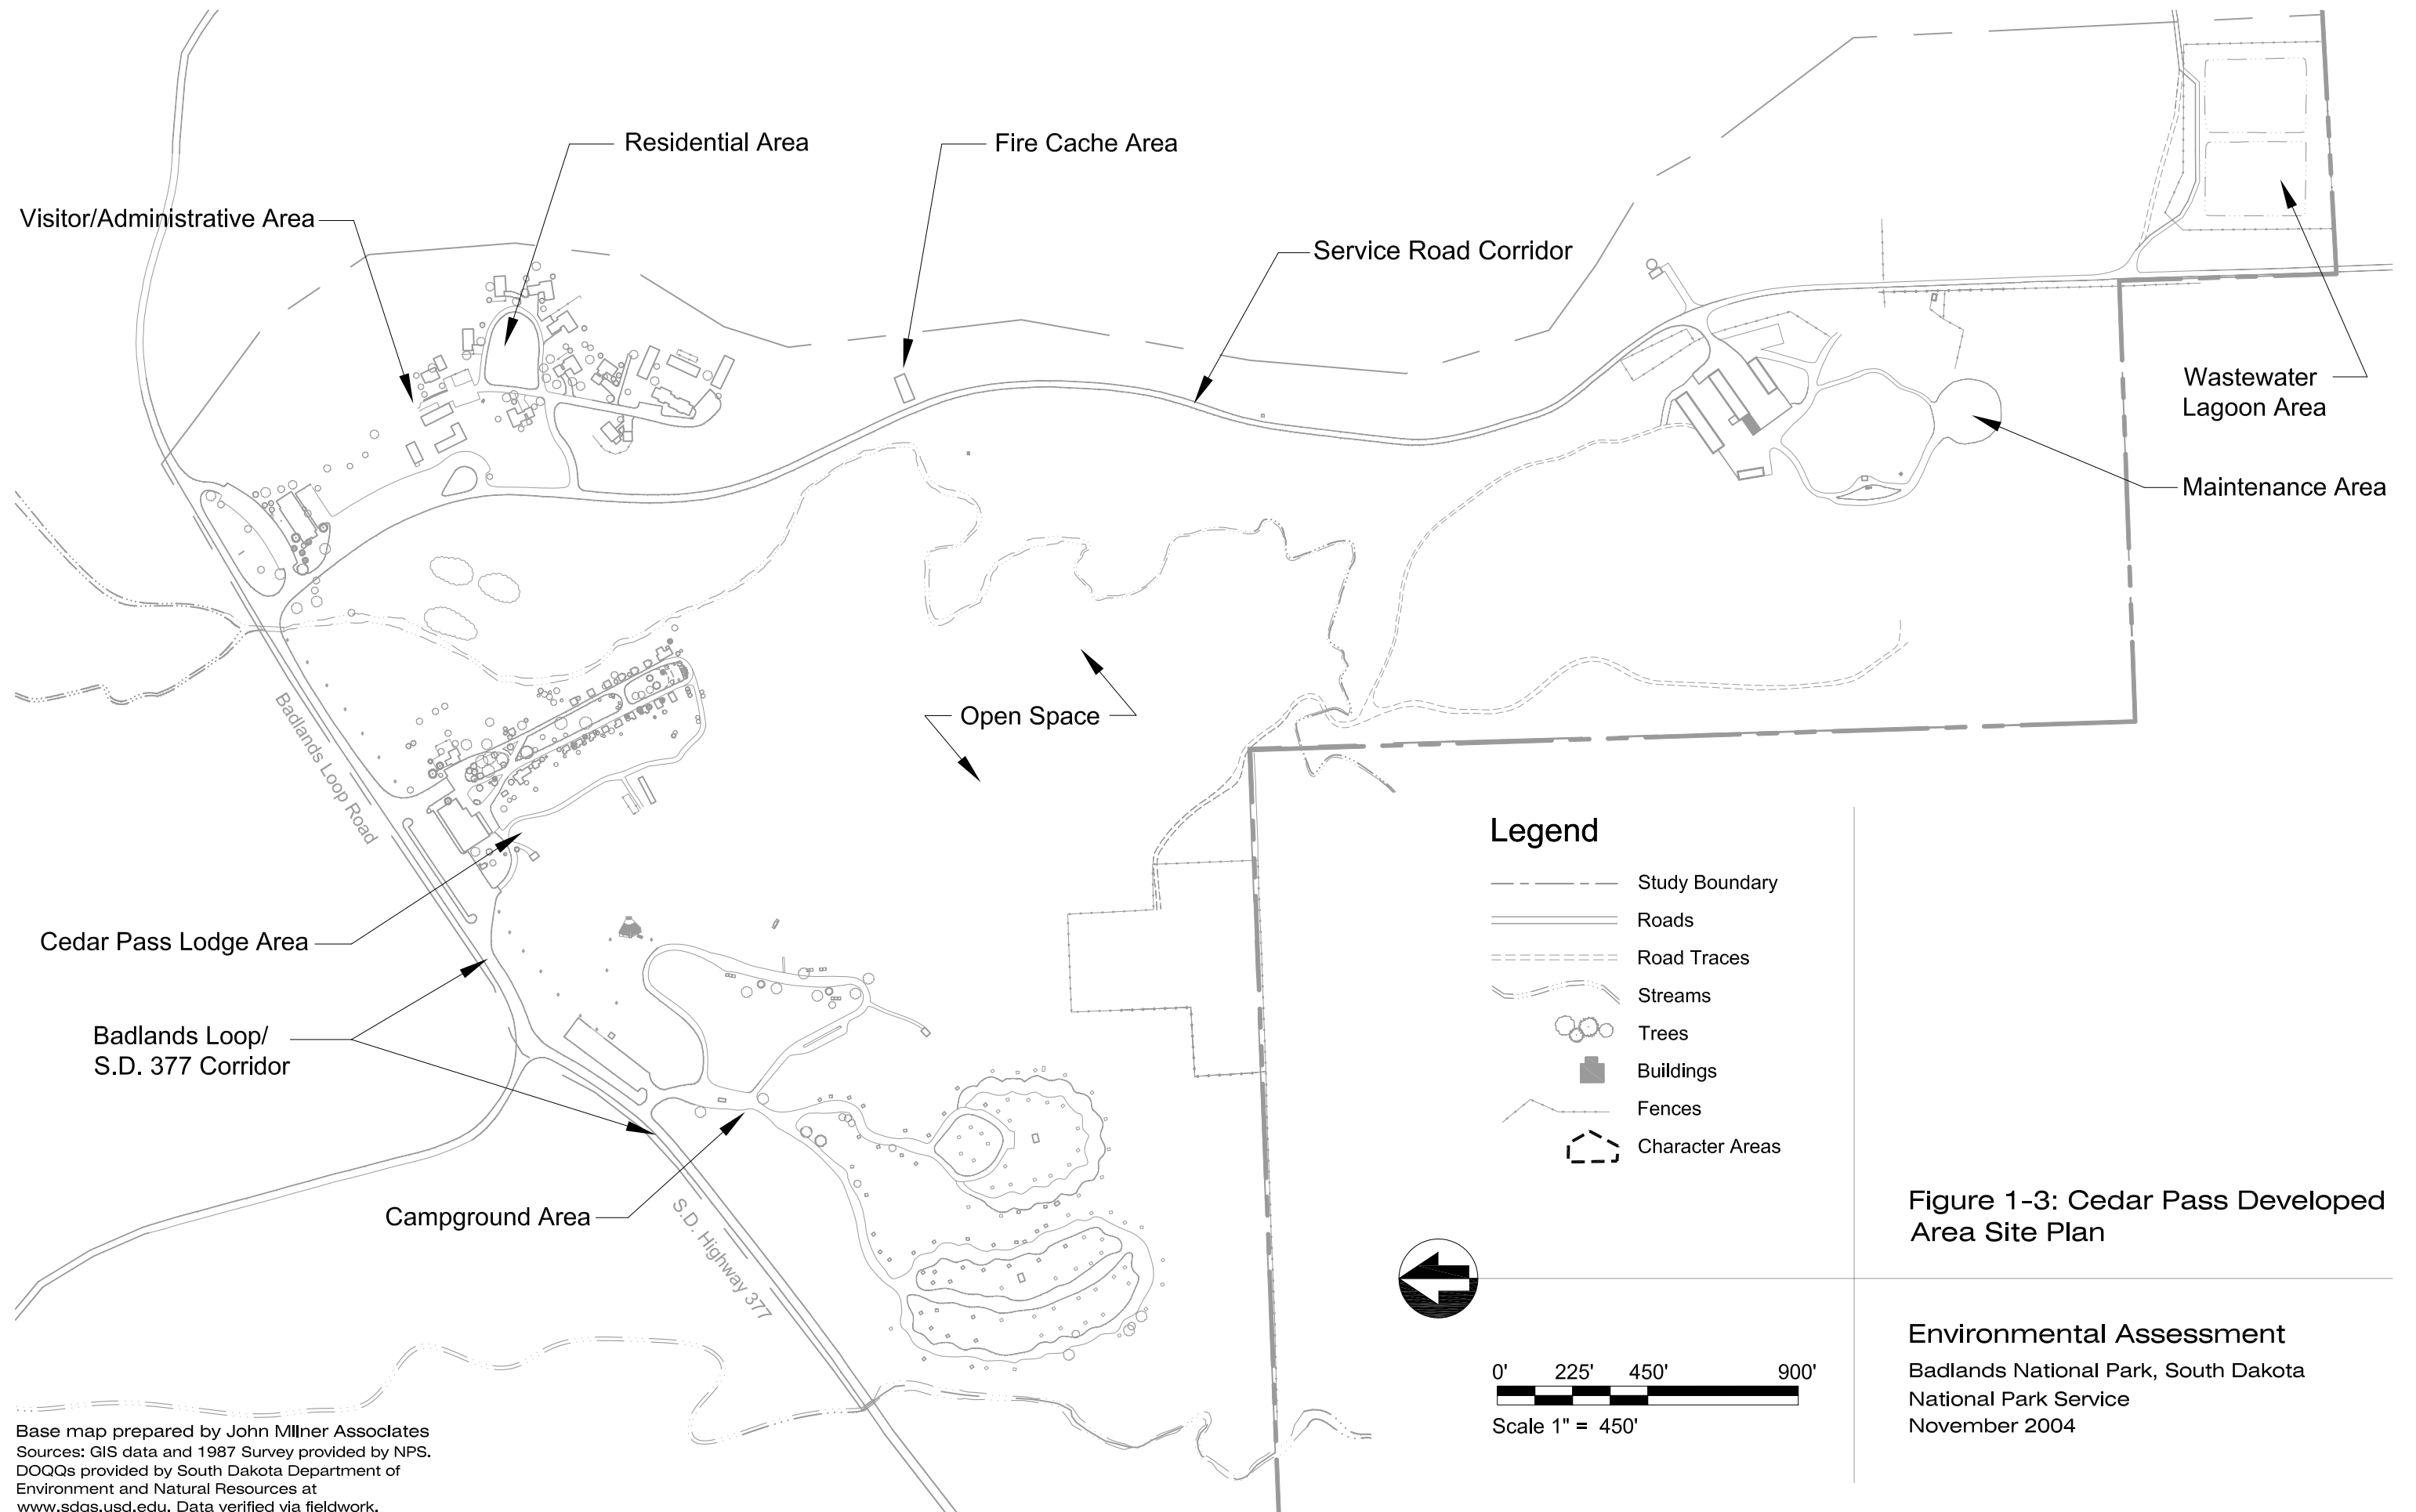 Residential Area
Fire Cache Area
Visitor/Administrative Area
Service Road Corridor
Wastewater
Lagoon Area
Maintenance Area
Open Space
Badlands Loop Road
Cedar Pass Lodge Area
Badlands Loop/
S.D. 377 Corridor
Campground Area
S.D. Highway 377
Legend
Study Boundary
Roads
Road Traces
Streams
Trees
Buildings
Fences
Character Areas
Figure 1-3: Cedar Pass Developed
Area Site Plan
0' 225' 450' 900'
Scale 1" = 450'
Environmental Assessment
Badlands National Park, South Dakota
National Park Service
November 2004
Base map prepared by John Milner Associates
Sources: GIS data and 1987 Survey provided by NPS.
DOQQs provided by South Dakota Department of
Environment and Natural Resources at
www.sdgs.usd.edu. Data verified via fieldwork.